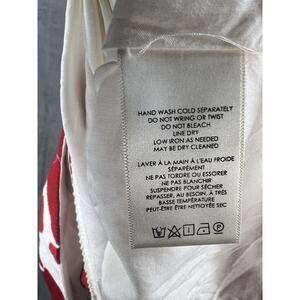 HAND WASH COLD SEPARATELY
DO NOT WRING OR TWIST
DO NOT BLEACH
LINE DRY
LOW IRON AS NEEDED
MAY BE DRY CLEANED
LAVER À LA MAIN À L'EAU FROIDE
SÉPARÉMENT
NE PAS TORDRE OU ESSORER
NE PAS BLANCHIR
SUSPENDRE POUR SÉCHER
REPASSER, AU BESOIN, À TRÈS
BASSE TEMPÉRATURE
PEUT-ÊTRE ÊTRE NETTOYÉE SEC